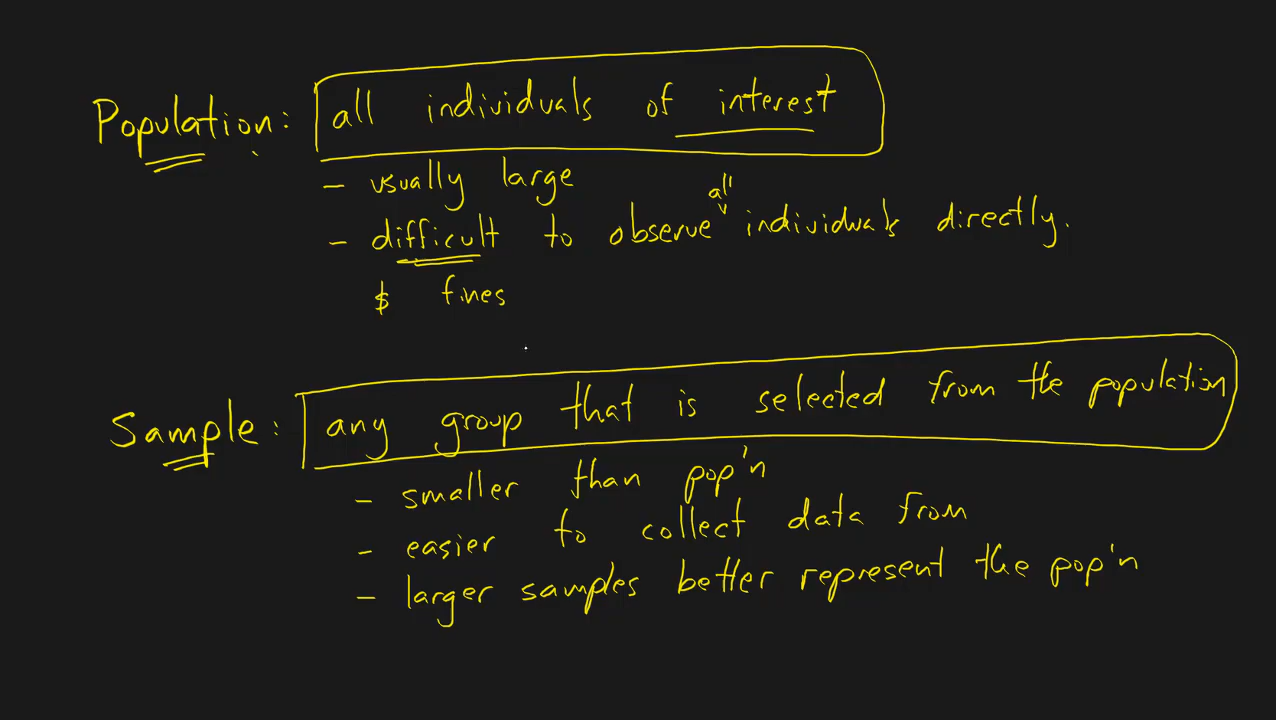 Population: all individuals of interest
- usually large
- difficult to observe all individuals directly.
$ fines
Sample: any group that is selected from the population
- smaller than pop'n
- easier to collect data from
- larger samples better represent the pop'n